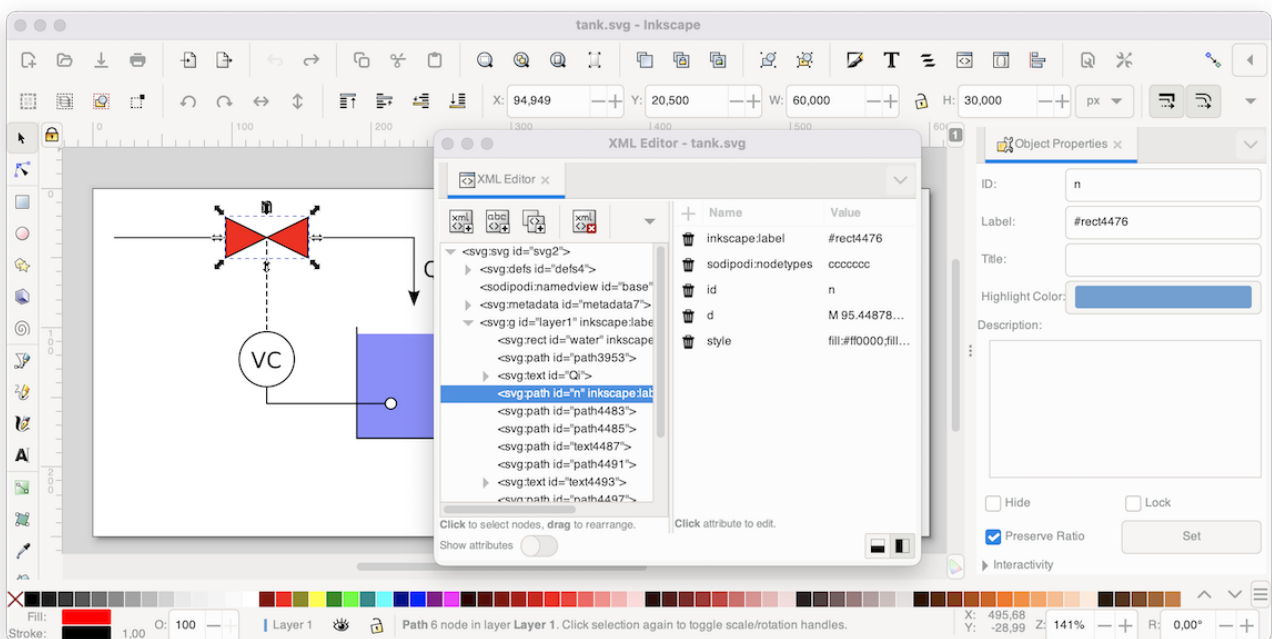 tank.svg - Inkscape
X: 94,949 Y: 20,500 W: 60,000 H: 30,000 px
0 100 200 300 400 500 600
1
XML Editor - tank.svg
XML Editor
Name Value
inkscape:label #rect4476
sodipodi:nodetypes ccccccc
id n
d M 95.44878...
style fill:#ff0000;fill...
<svg:svg id="svg2">
<svg:defs id="defs4">
<sodipodi:namedview id="base"
<svg:metadata id="metadata7">
<svg:g id="layer1" inkscape:labe
<svg:rect id="water" inkscape
<svg:path id="path3953">
<svg:text id="Qi">
<svg:path id="n" inkscape:lab
<svg:path id="path4483">
<svg:path id="path4485">
<svg:path id="text4487">
<svg:path id="path4491">
<svg:text id="text4493">
<svg:path id="path4497">
Click to select nodes, drag to rearrange.
Click attribute to edit.
Show attributes
VC
Object Properties
ID: n
Label: #rect4476
Title:
Highlight Color:
Description:
Hide Lock
Preserve Ratio Set
Interactivity
Fill:
Stroke: 1,00
O: 100
Layer 1
Path 6 node in layer Layer 1. Click selection again to toggle scale/rotation handles.
X: 495,68
Y: -28,99
Z: 141%
R: 0,00°